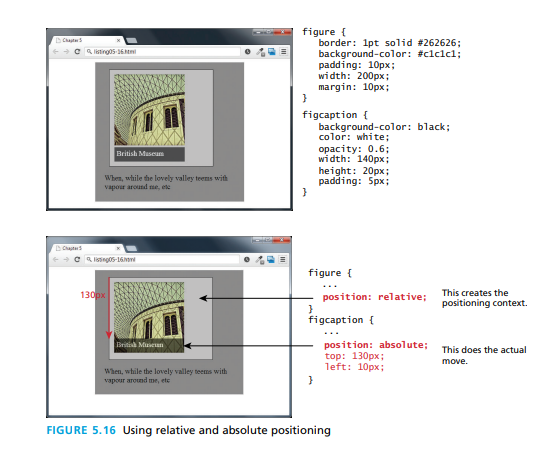 Chapter 5
listing05-16.html
British Museum
When, while the lovely valley teems with
vapour around me, etc
figure {
border: 1pt solid #262626;
background-color: #c1c1c1;
padding: 10px;
width: 200px;
margin: 10px;
}
figcaption {
background-color: black;
color: white;
opacity: 0.6;
width: 140px;
height: 20px;
padding: 5px;
}
Chapter 5
listing05-16.html
130px
British Museum
When, while the lovely valley teems with
vapour around me, etc
figure {
...
position: relative;
}
This creates the
positioning context.
figcaption {
...
position: absolute;
top: 130px;
left: 10px;
}
This does the actual
move.
FIGURE 5.16 Using relative and absolute positioning